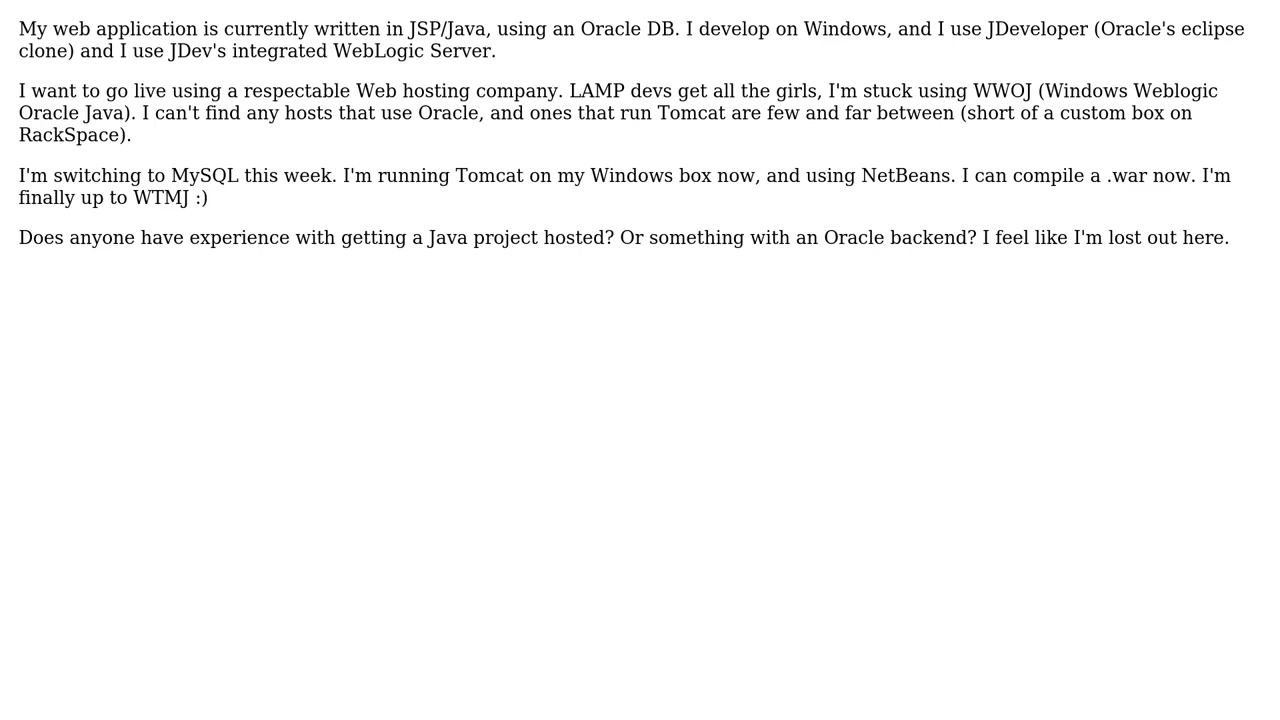 My web application is currently written in JSP/Java, using an Oracle DB. I develop on Windows, and I use JDeveloper (Oracle's eclipse
clone) and I use JDev's integrated WebLogic Server.
I want to go live using a respectable Web hosting company. LAMP devs get all the girls, I'm stuck using WWOJ (Windows Weblogic
Oracle Java). I can't find any hosts that use Oracle, and ones that run Tomcat are few and far between (short of a custom box on
RackSpace).
I'm switching to MySQL this week. I'm running Tomcat on my Windows box now, and using NetBeans. I can compile a .war now. I'm
finally up to WTMJ :)
Does anyone have experience with getting a Java project hosted? Or something with an Oracle backend? I feel like I'm lost out here.